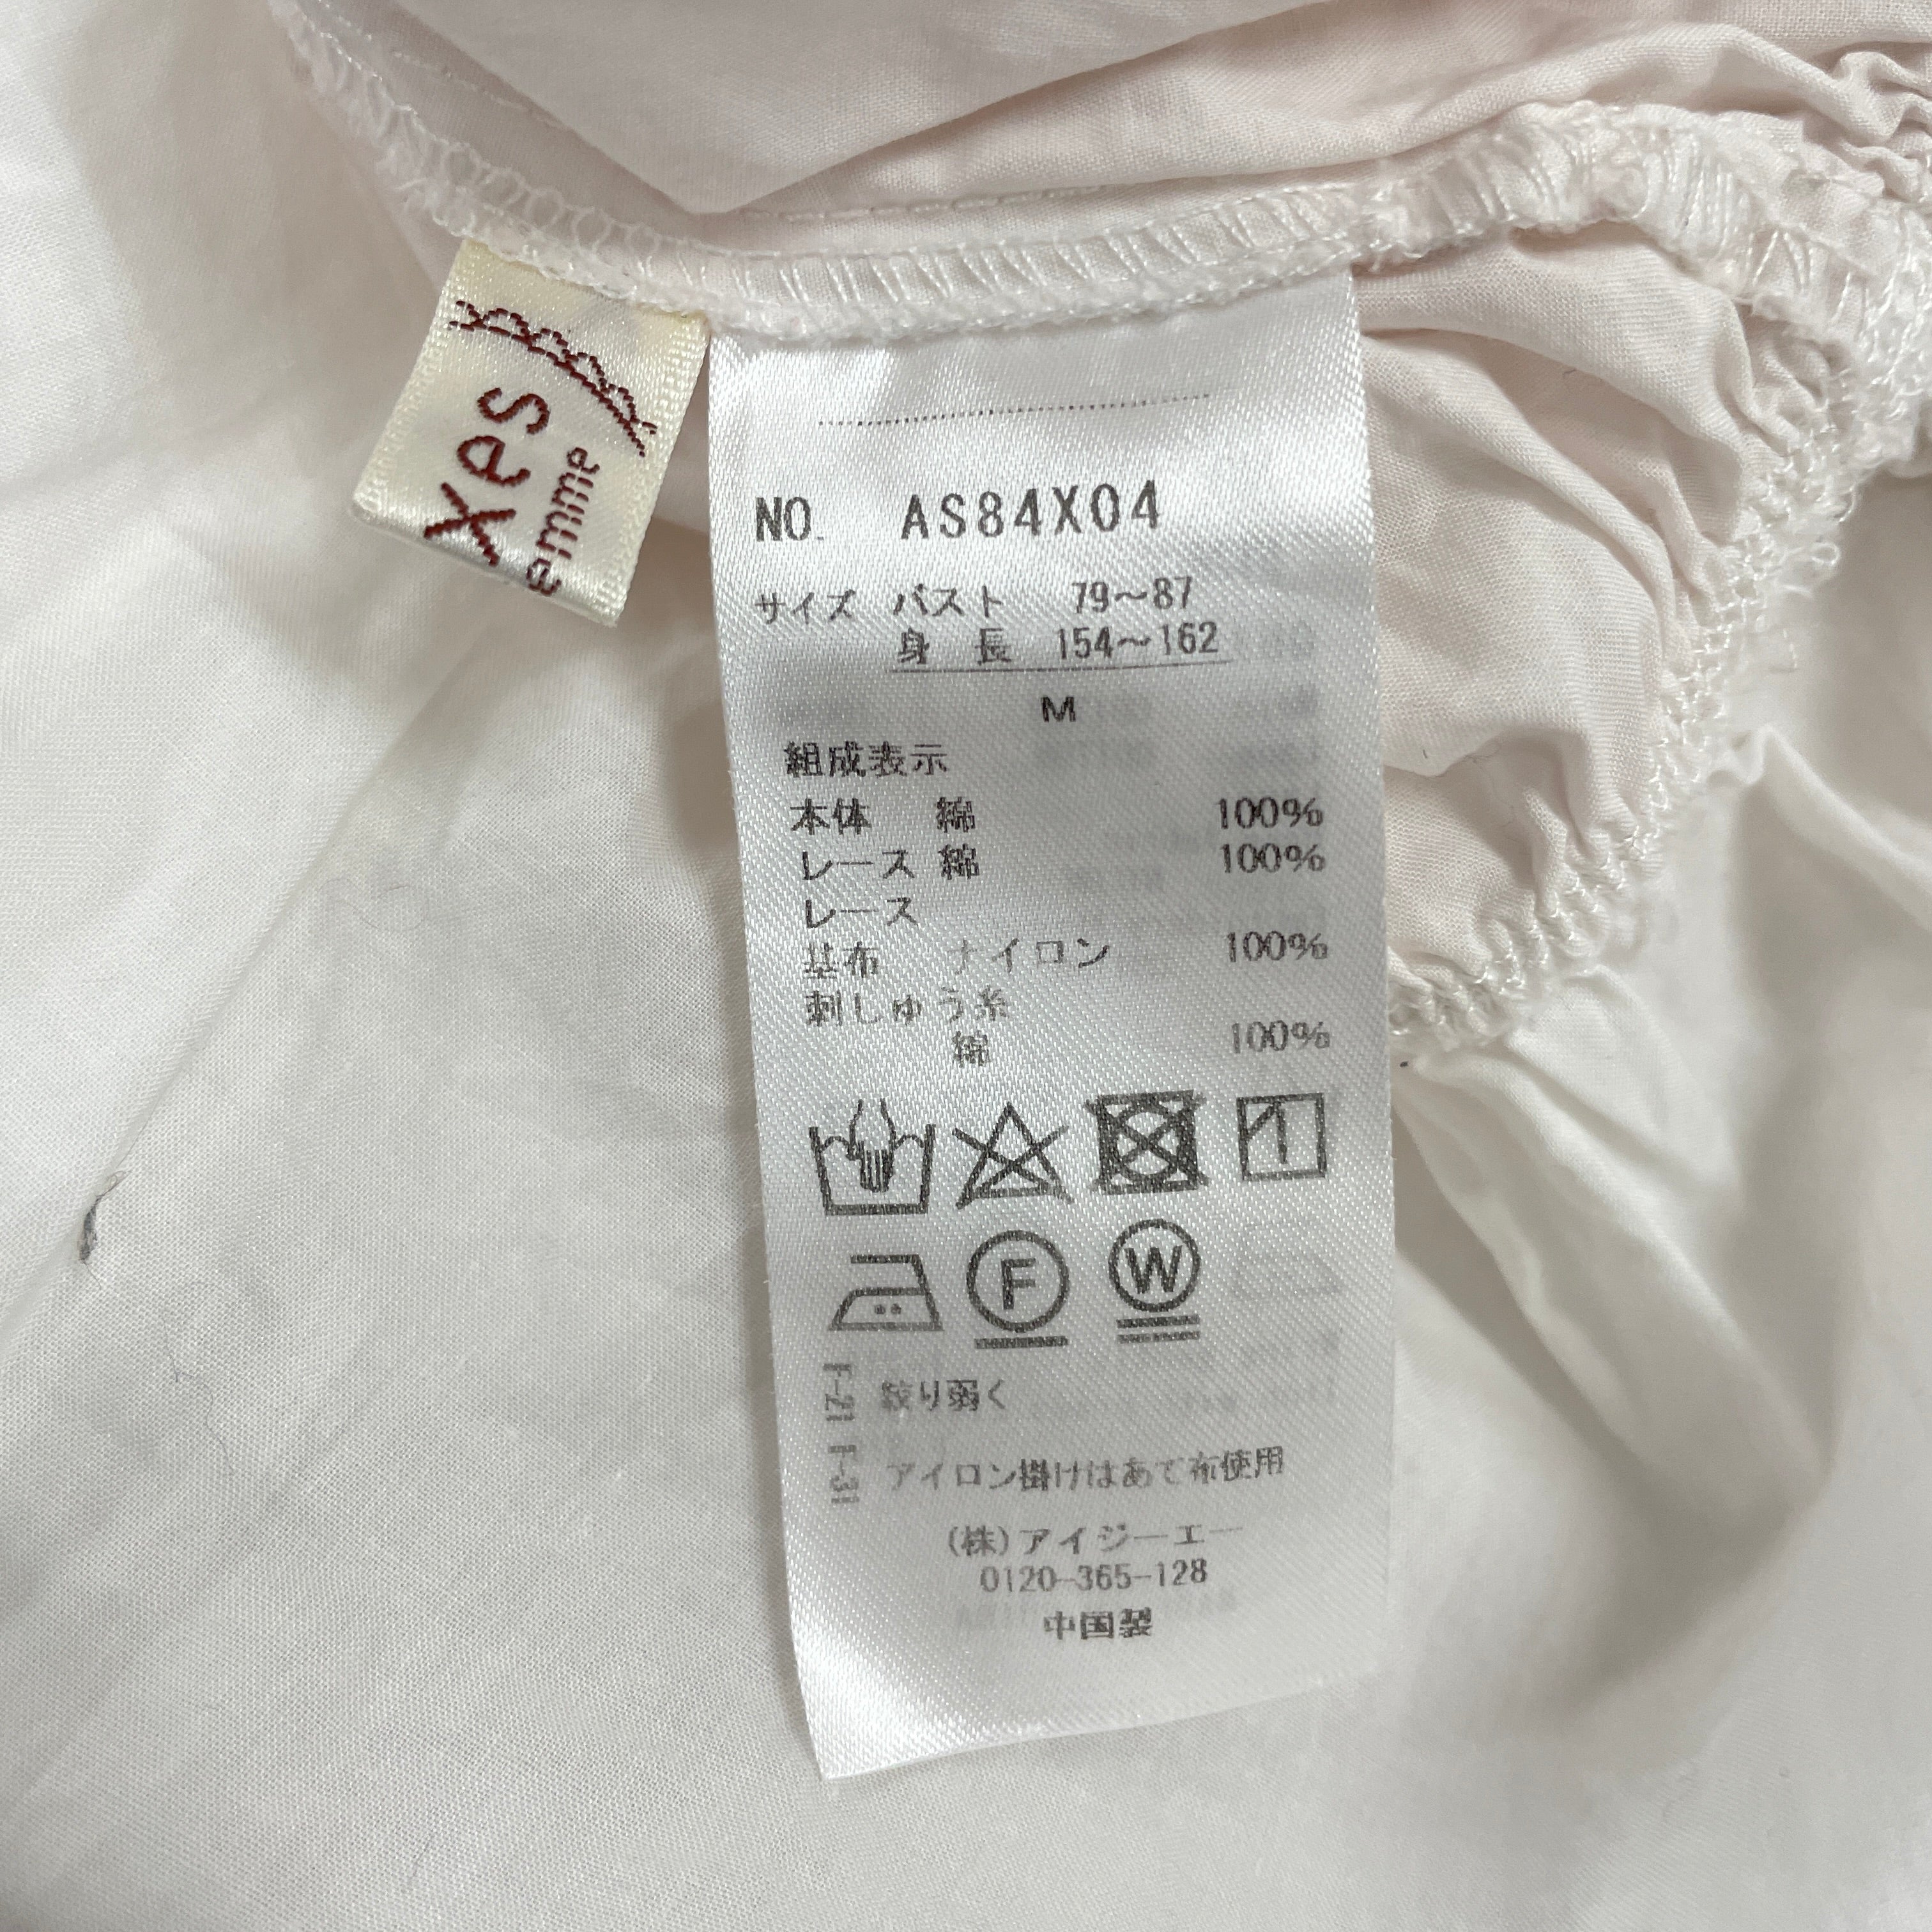 xes
emme
NO. AS84X04
サイズ バスト 79～87
身長 154～162
M
組成表示
本体 綿 100%
レース 綿 100%
レース
基布 ナイロン 100%
刺しゅう糸
綿 100%
F
W
F-21 絞り弱く
F-31 アイロン掛けはあて布使用
(株)アイジーエー
0120-365-128
中国製